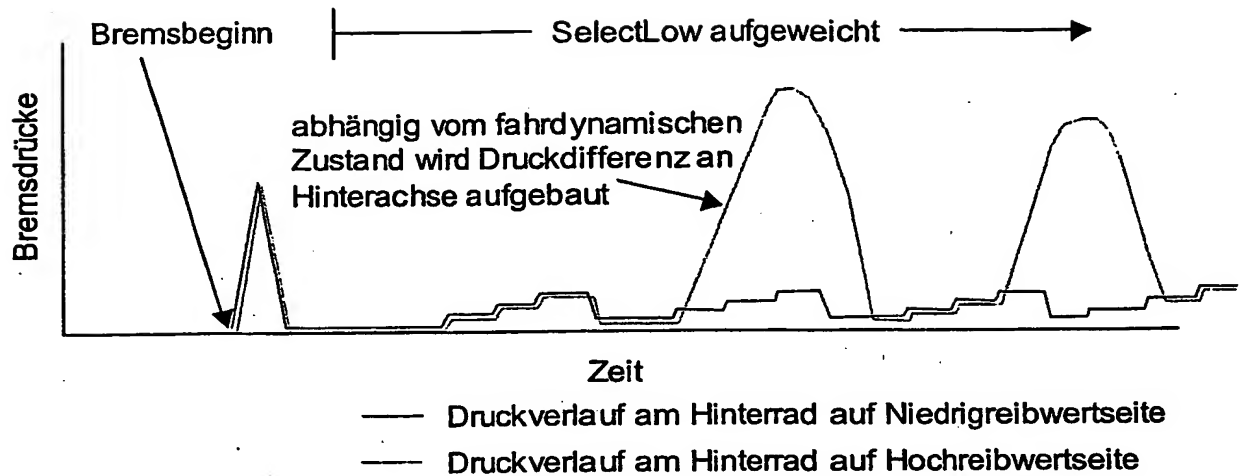 Bremsbeginn
SelectLow aufgeweicht
Bremsdrücke
abhängig vom fahrdynamischen
Zustand wird Druckdifferenz an
Hinterachse aufgebaut
Zeit
Druckverlauf am Hinterrad auf Niedrigreibwertseite
Druckverlauf am Hinterrad auf Hochreibwertseite